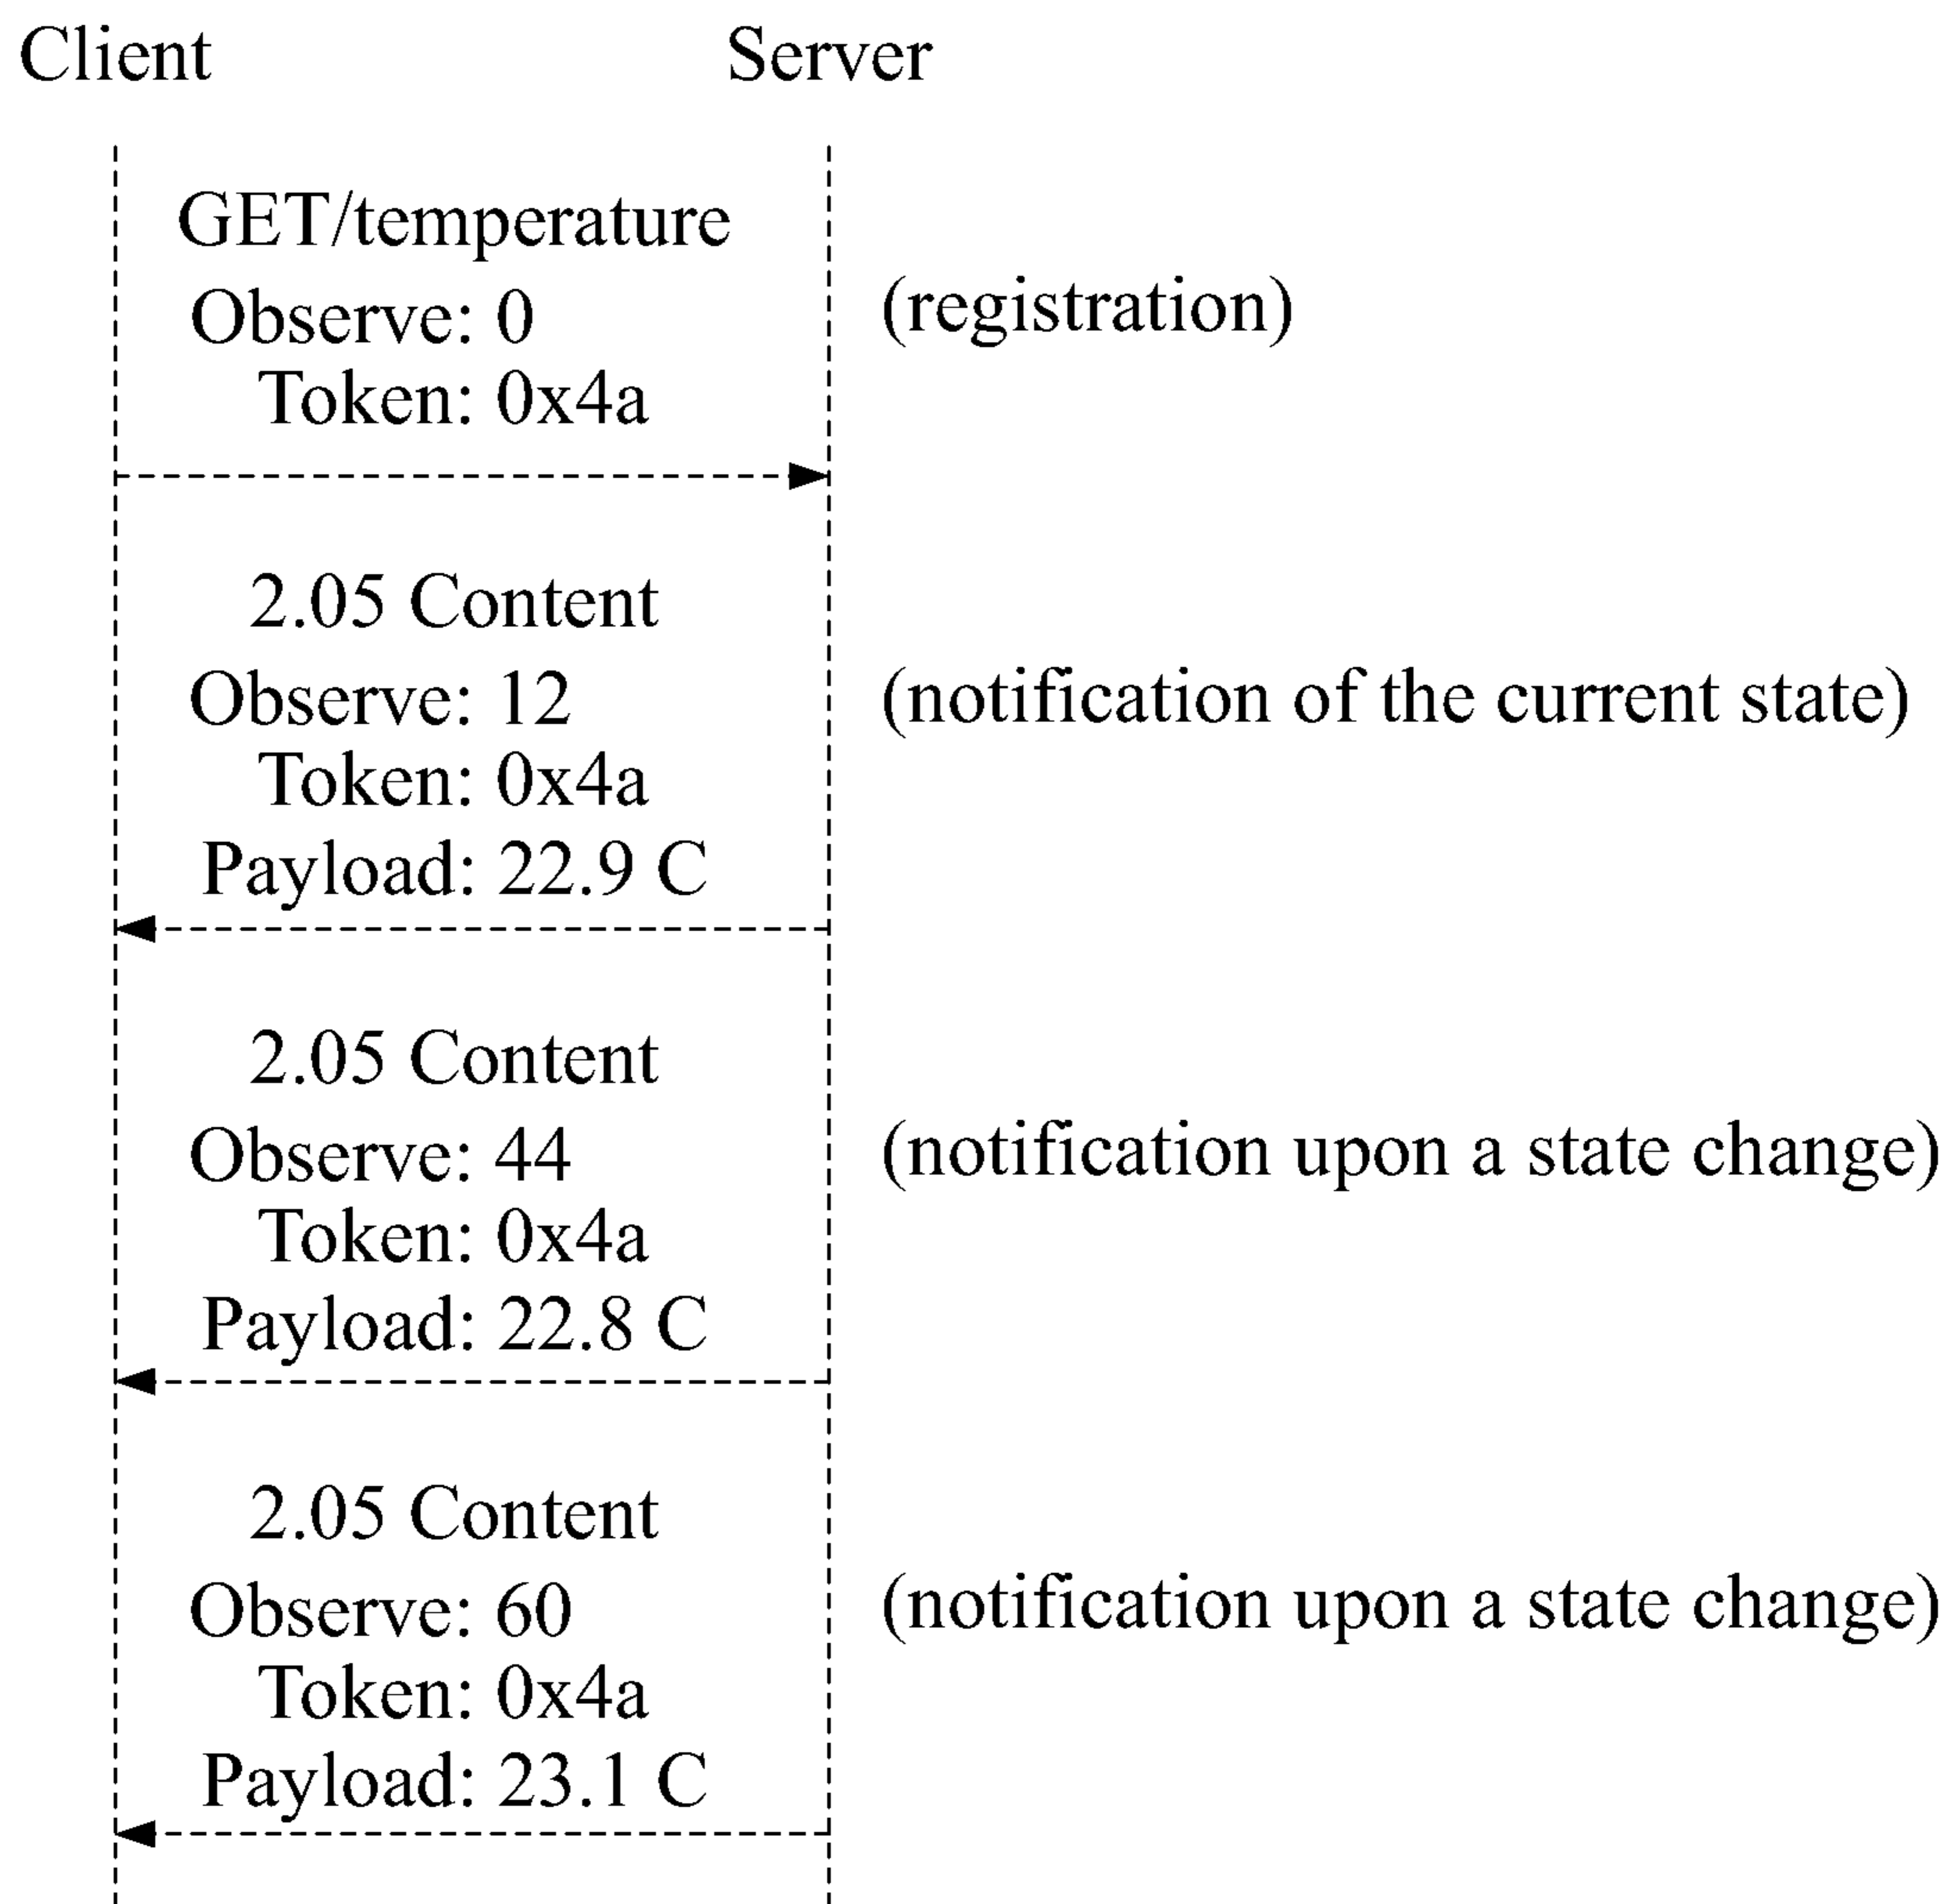 Client Server
GET/temperature
Observe: 0 (registration)
Token: 0x4a
2.05 Content
Observe: 12 (notification of the current state)
Token: 0x4a
Payload: 22.9 C
2.05 Content
Observe: 44 (notification upon a state change)
Token: 0x4a
Payload: 22.8 C
2.05 Content
Observe: 60 (notification upon a state change)
Token: 0x4a
Payload: 23.1 C